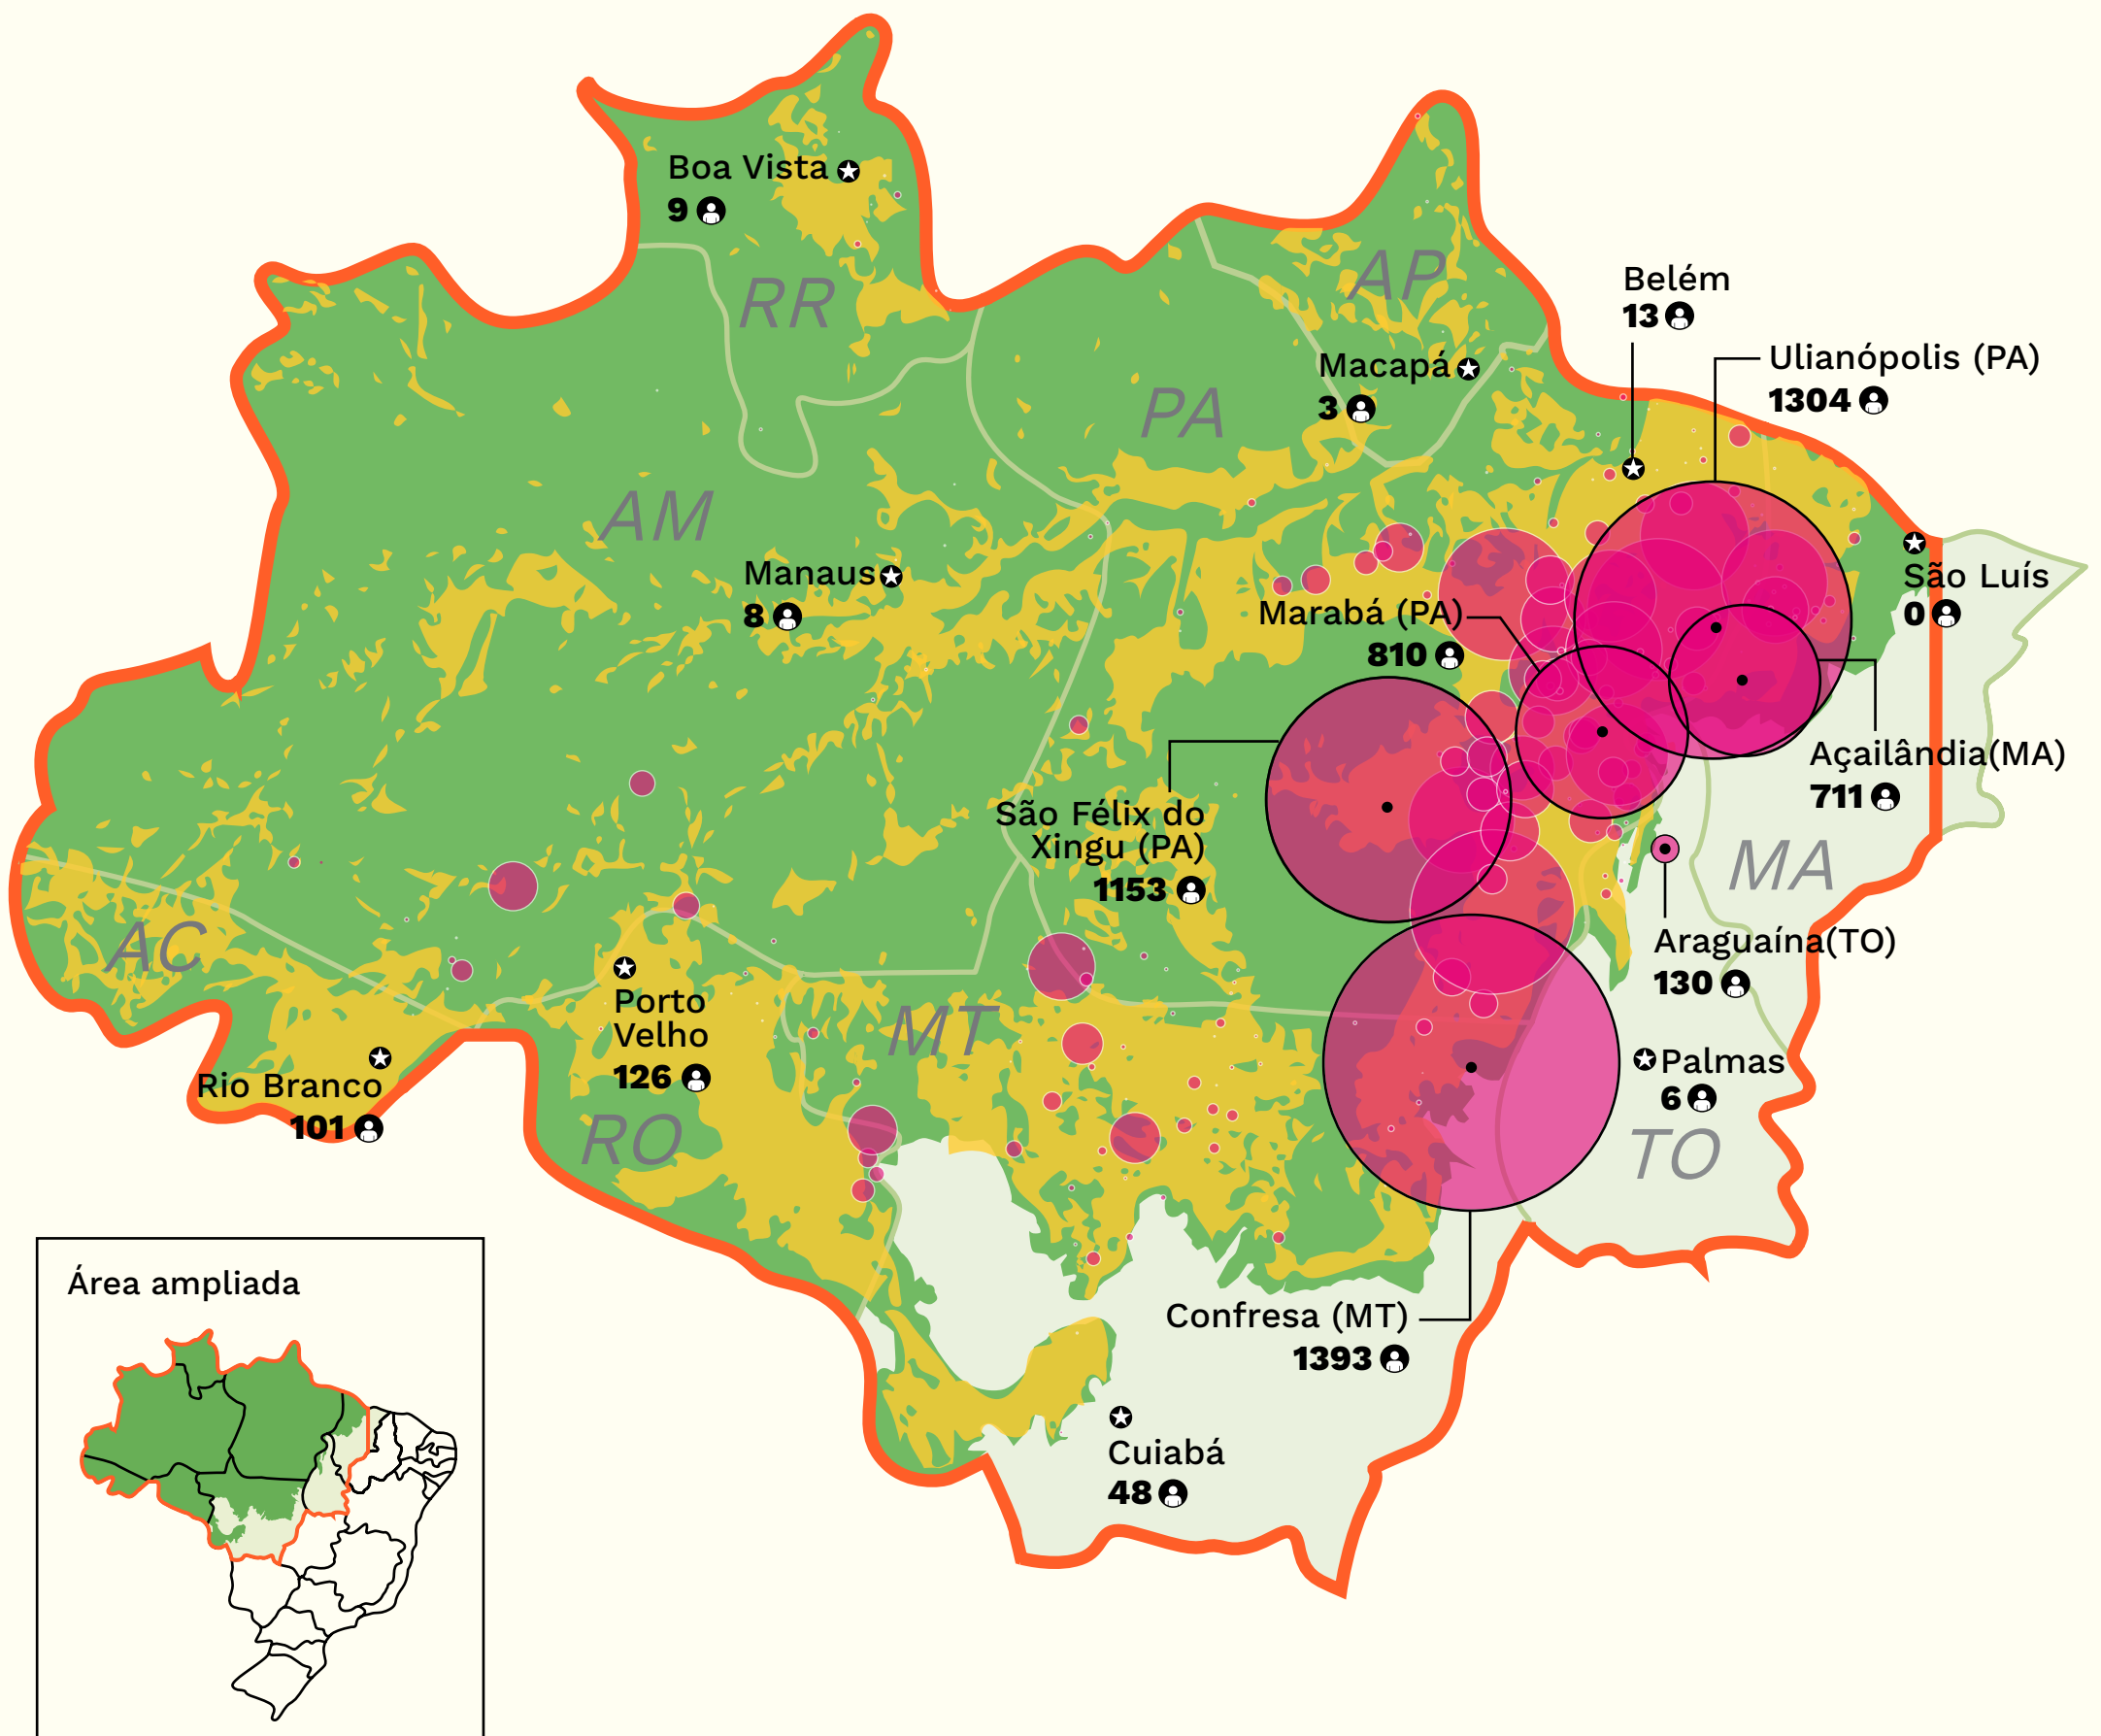 Boa Vista
9
RR
AP
Belém
13
Ulianópolis (PA)
1304
Macapá
3
PA
AM
Manaus
8
São Luís
0
Marabá (PA)
810
Açailândia(MA)
711
São Félix do
Xingu (PA)
1153
MA
AC
Araguaína(TO)
130
Porto
Velho
126
MT
Palmas
6
Rio Branco
101
RO
TO
Área ampliada
Confresa (MT)
1393
Cuiabá
48